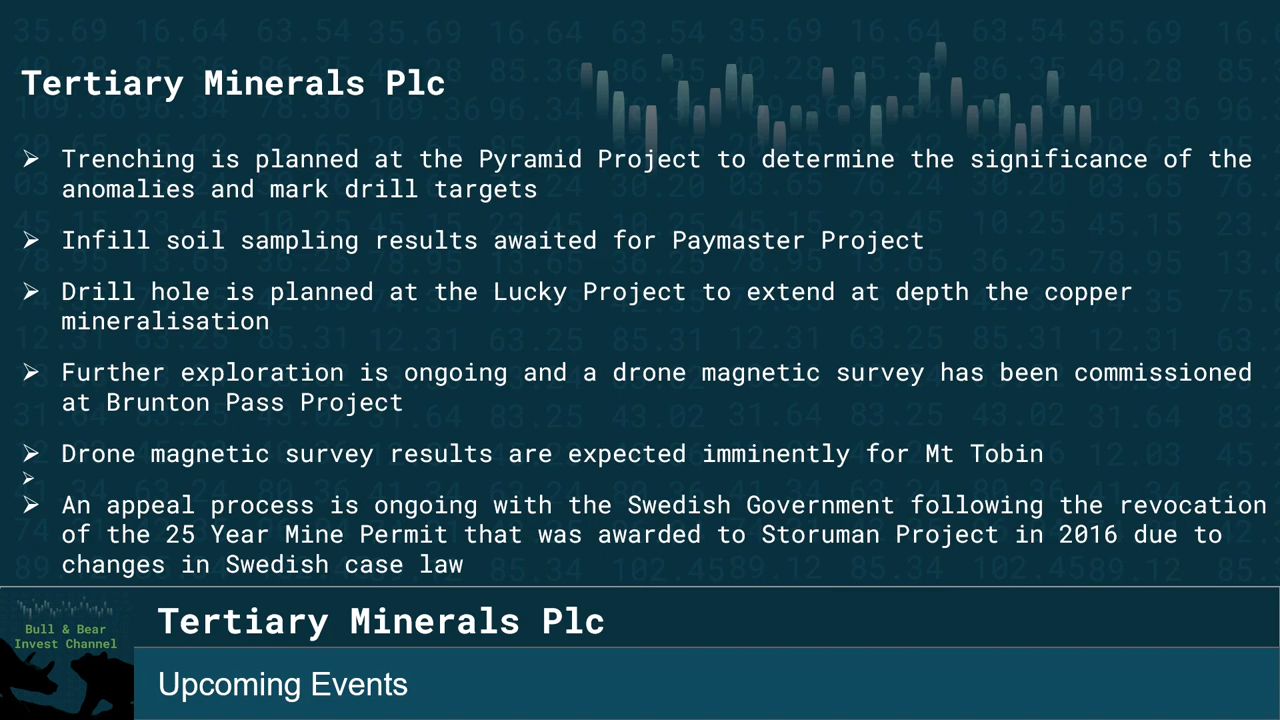 Tertiary Minerals Plc
➢ Trenching is planned at the Pyramid Project to determine the significance of the
anomalies and mark drill targets
➢ Infill soil sampling results awaited for Paymaster Project
➢ Drill hole is planned at the Lucky Project to extend at depth the copper
mineralisation
➢ Further exploration is ongoing and a drone magnetic survey has been commissioned
at Brunton Pass Project
➢ Drone magnetic survey results are expected imminently for Mt Tobin
➢
➢ An appeal process is ongoing with the Swedish Government following the revocation
of the 25 Year Mine Permit that was awarded to Storuman Project in 2016 due to
changes in Swedish case law
Bull & Bear
Invest Channel
Tertiary Minerals Plc
Upcoming Events